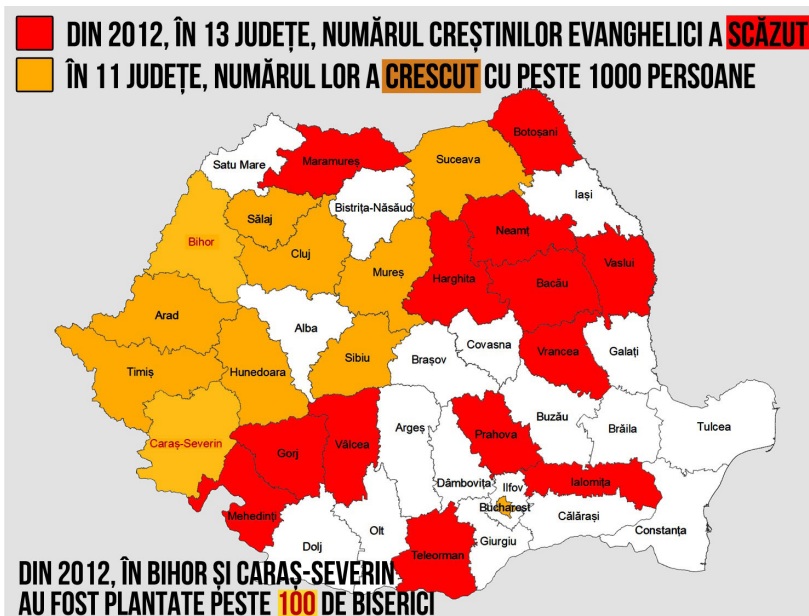 DIN 2012, ÎN 13 JUDEȚE, NUMĂRUL CREȘTINILOR EVANGHELICI A SCĂZUT
ÎN 11 JUDEȚE, NUMĂRUL LOR A CRESCUT CU PESTE 1000 PERSOANE
Botoșani
Satu Mare
Maramureș
Suceava
Iași
Bistrița-Năsăud
Sălaj
Neamț
Bihor
Cluj
Vaslui
Mureș
Harghita
Bacău
Arad
Alba
Covasna
Vrancea
Galați
Timiș
Hunedoara
Sibiu
Brașov
Buzău
Brăila
Tulcea
Caraș-Severin
Gorj
Vâlcea
Argeș
Prahova
Dâmbovița
Ilfov
Ialomița
Bucharest
Mehedinți
Olt
Călărași
Constanța
Dolj
Giurgiu
Teleorman
DIN 2012, ÎN BIHOR ȘI CARAȘ-SEVERIN
AU FOST PLANTATE PESTE 100 DE BISERICI